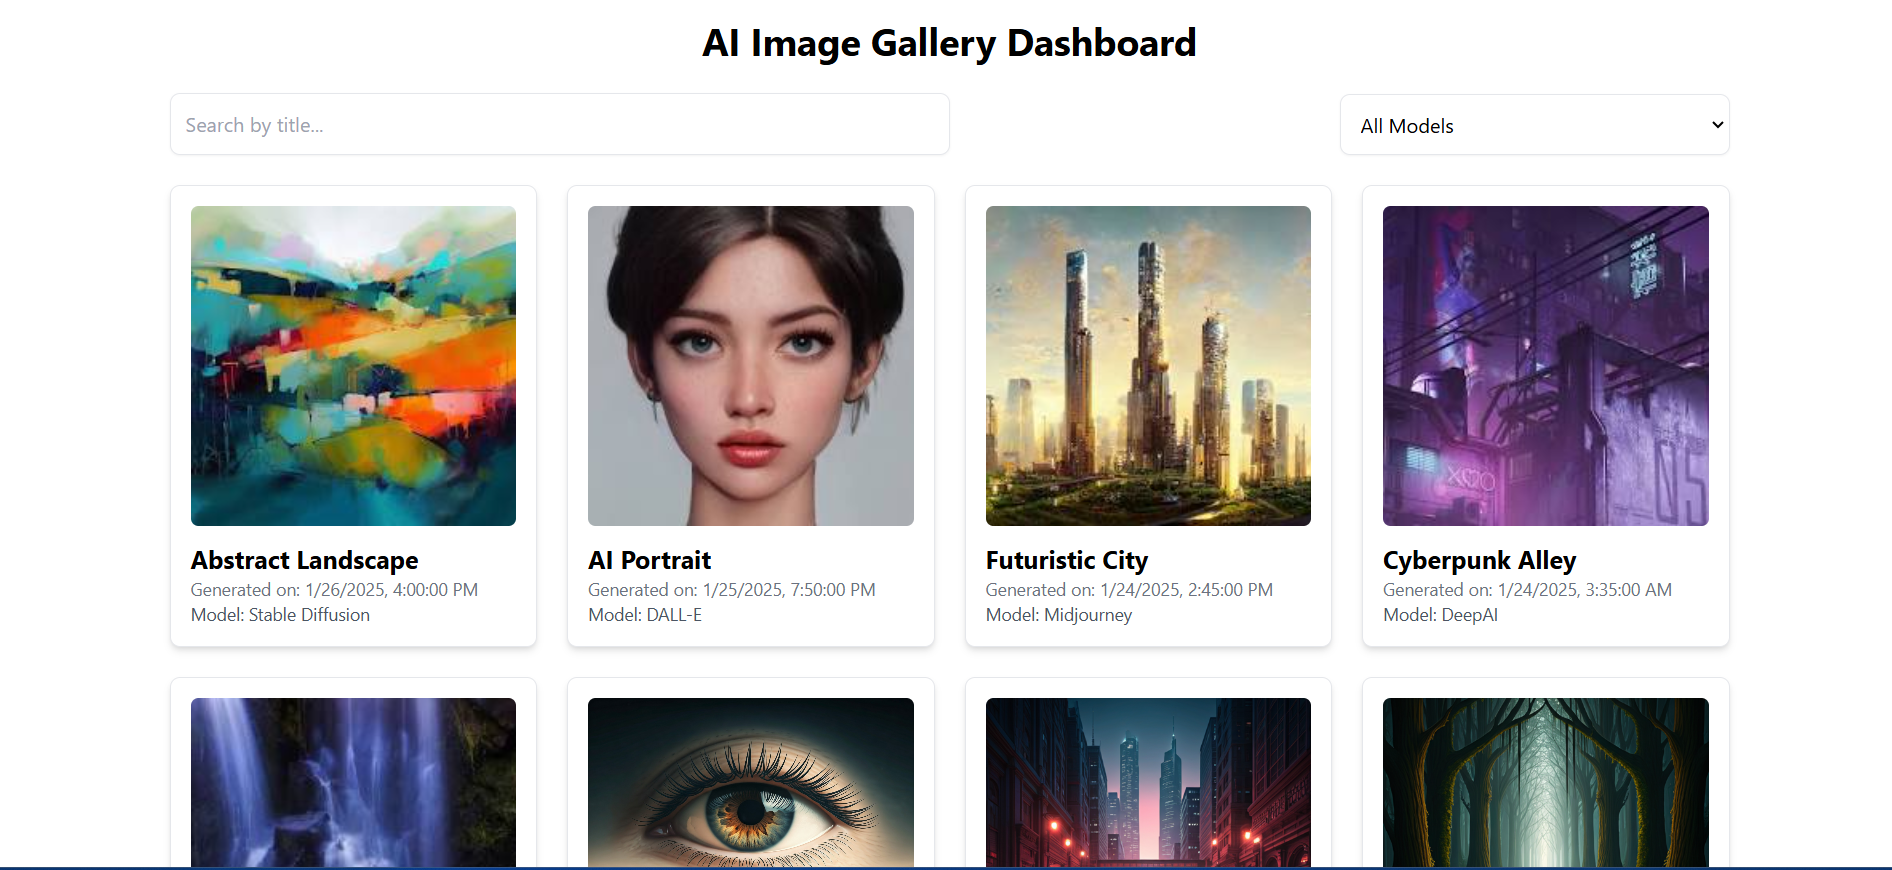 AI Image Gallery Dashboard
Search by title...
All Models
Abstract Landscape
Generated on: 1/26/2025, 4:00:00 PM
Model: Stable Diffusion
AI Portrait
Generated on: 1/25/2025, 7:50:00 PM
Model: DALL-E
Futuristic City
Generated on: 1/24/2025, 2:45:00 PM
Model: Midjourney
Cyberpunk Alley
Generated on: 1/24/2025, 3:35:00 AM
Model: DeepAI